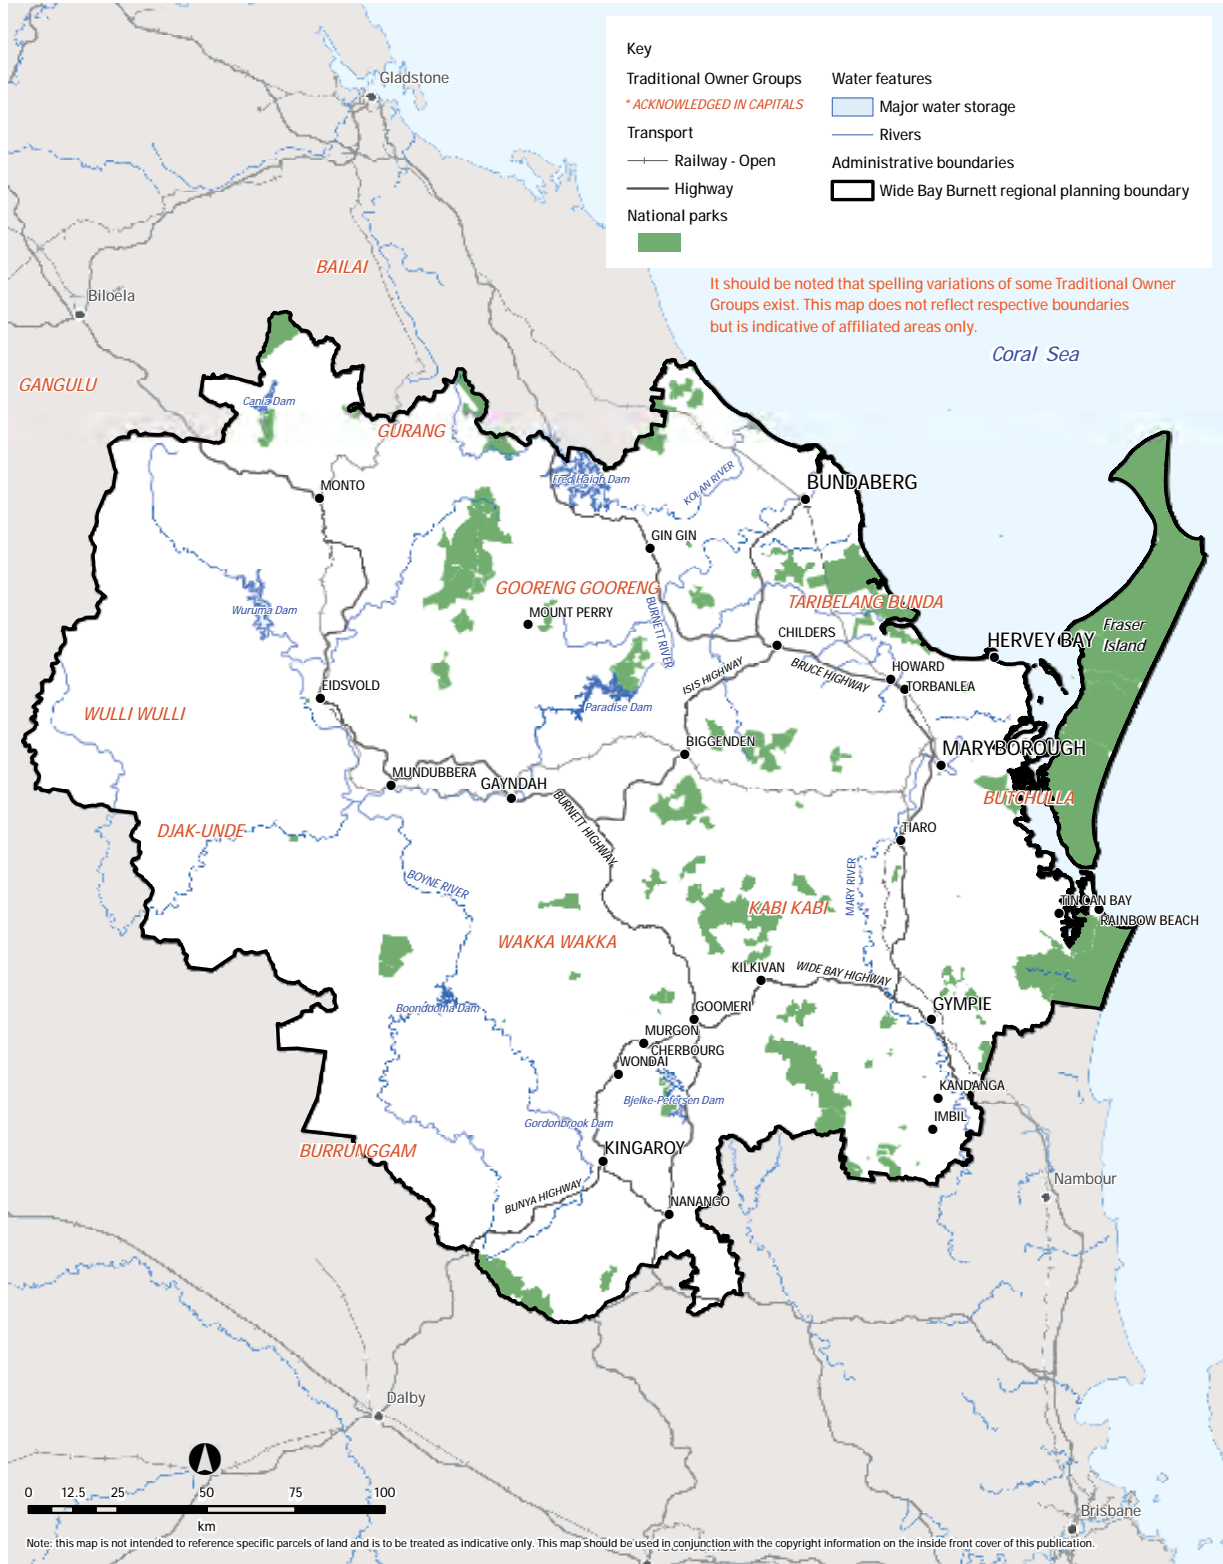 Key
Traditional Owner Groups
* ACKNOWLEDGED IN CAPITALS
Transport
Railway - Open
Highway
National parks
Water features
Major water storage
Rivers
Administrative boundaries
Wide Bay Burnett regional planning boundary
It should be noted that spelling variations of some Traditional Owner
Groups exist. This map does not reflect respective boundaries
but is indicative of affiliated areas only.
Gladstone
BAILAI
Biloela
Coral Sea
GANGULU
Cania Dam
GURANG
Fred Haigh Dam
KOLAN RIVER
MONTO
BUNDABERG
GIN GIN
GOORENG GOORENG
TARIBELANG BUNDA
Wuruma Dam
MOUNT PERRY
BURNETT RIVER
CHILDERS
Fraser
Island
HERVEY BAY
ISIS HIGHWAY
BRUCE HIGHWAY
HOWARD
TORBANLEA
EIDSVOLD
Paradise Dam
WULLI WULLI
BIGGENDEN
MARYBOROUGH
MUNDUBBERA
GAYNDAH
BUTCHULLA
BURNETT HIGHWAY
DJAK-UNDE
TIARO
BOYNE RIVER
MARY RIVER
KABI KABI
TIN CAN BAY
RAINBOW BEACH
WAKKA WAKKA
KILKIVAN
WIDE BAY HIGHWAY
Boondooma Dam
GOOMERI
GYMPIE
MURGON
CHERBOURG
WONDAI
KANDANGA
Bjelke-Petersen Dam
IMBIL
Gordonbrook Dam
BURRUNGGAM
KINGAROY
Nambour
BUNYA HIGHWAY
NANANGO
Dalby
0 12.5 25 50 75 100
km
Brisbane
Note: this map is not intended to reference specific parcels of land and is to be treated as indicative only. This map should be used in conjunction with the copyright information on the inside front cover of this publication.